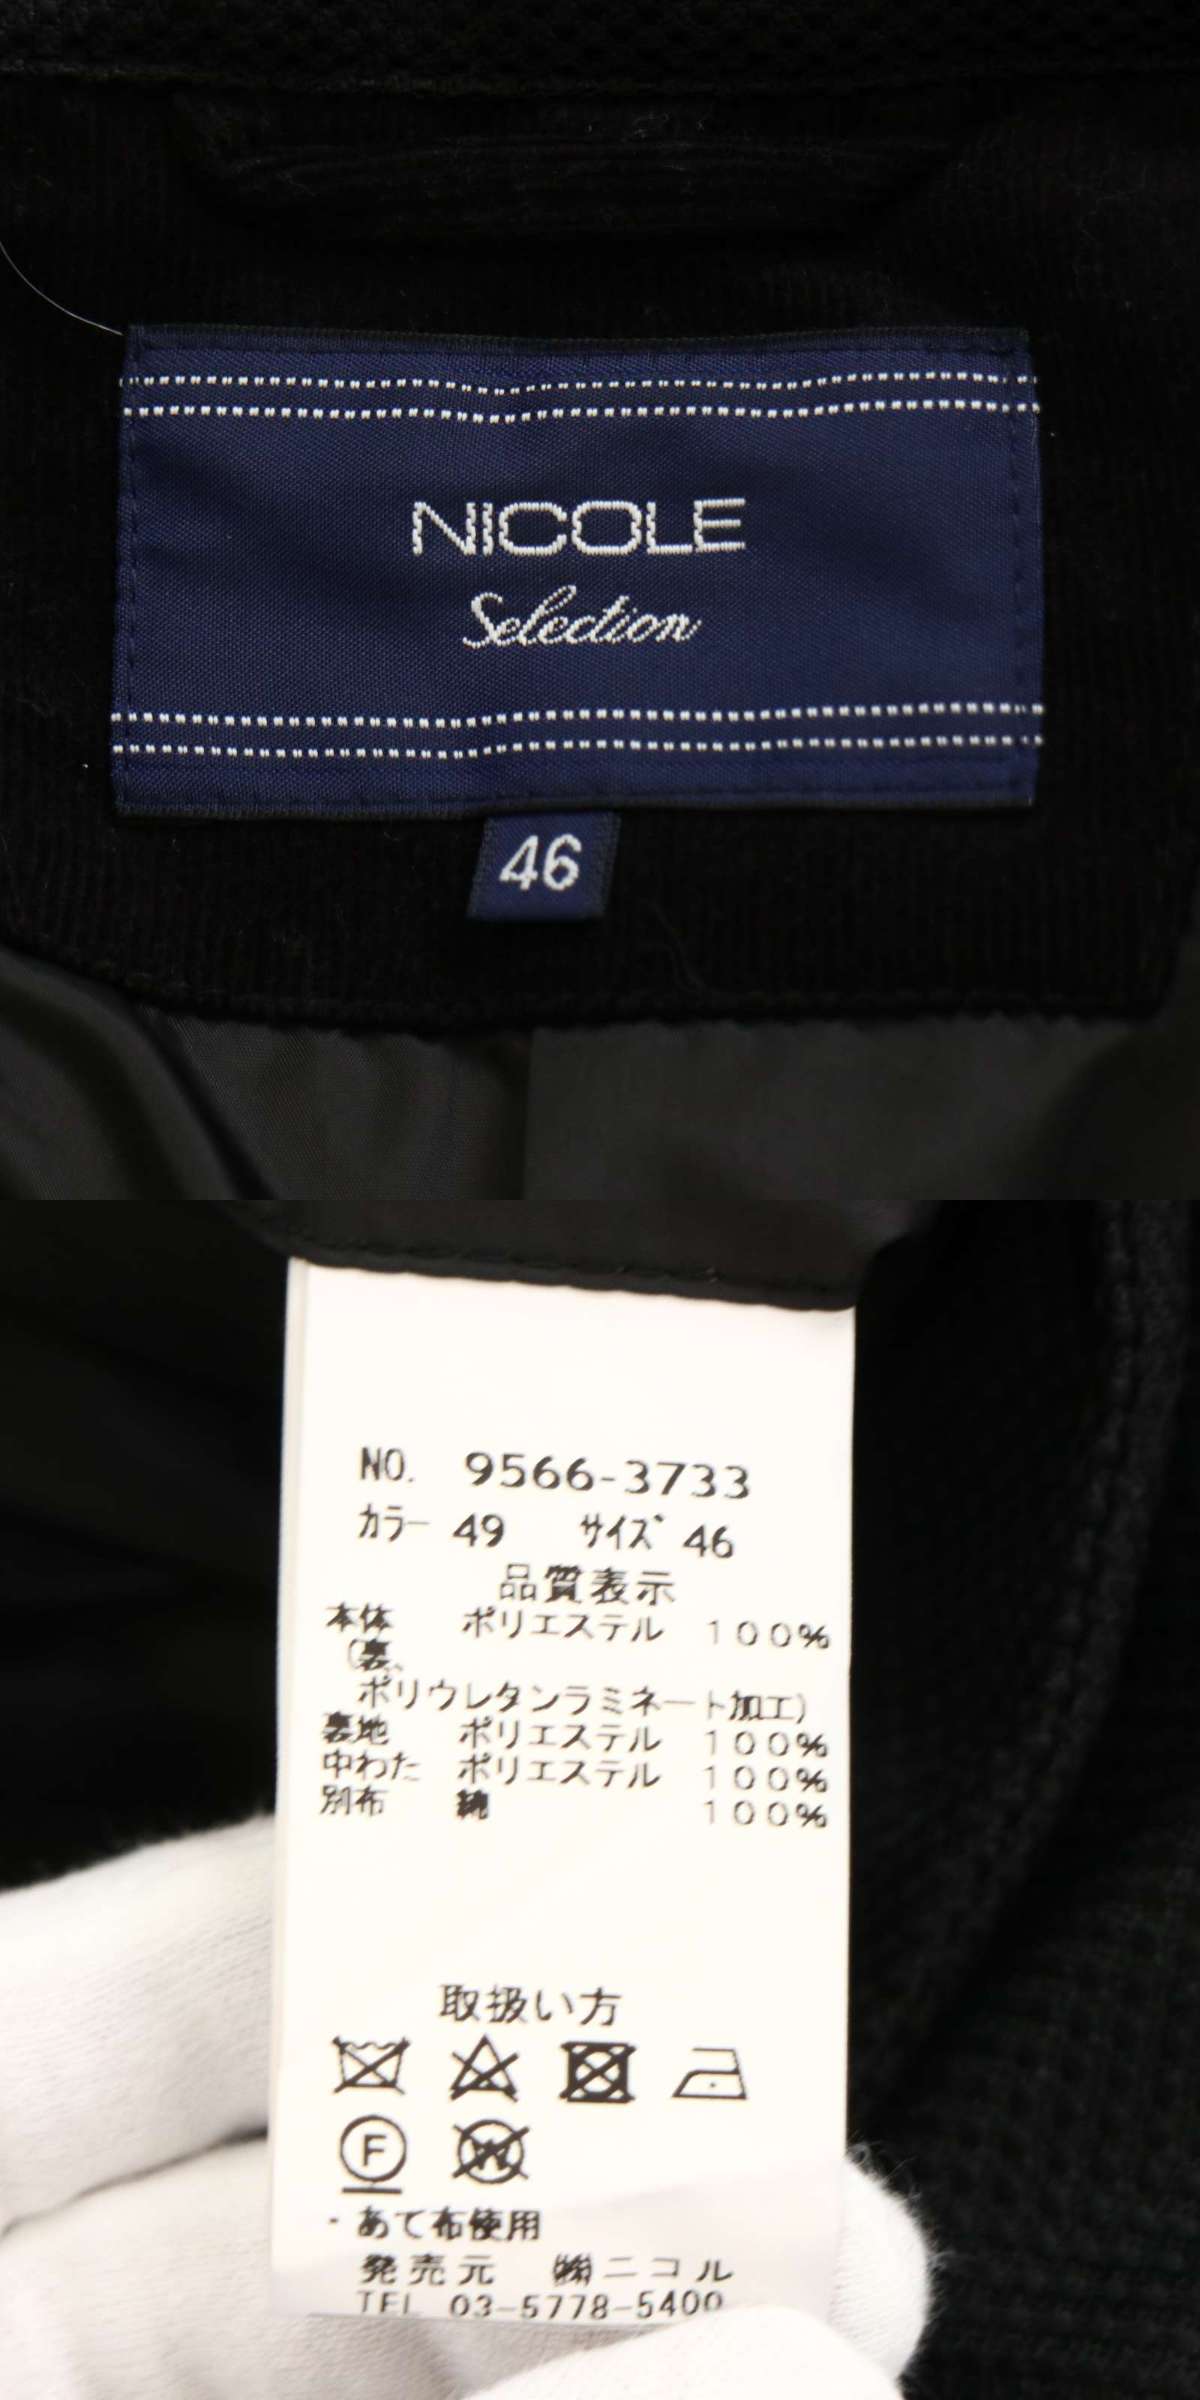 NICOLE
Selection
46
NO. 9566-3733
カラー 49 サイズ 46
品質表示
本体 ポリエステル 100%
(裏、
ポリウレタンラミネート加工)
裏地 ポリエステル 100%
中わた ポリエステル 100%
別布 綿 100%
取扱い方
F
W
・あて布使用
発売元 ㈱ニコル
TEL 03-5778-5400